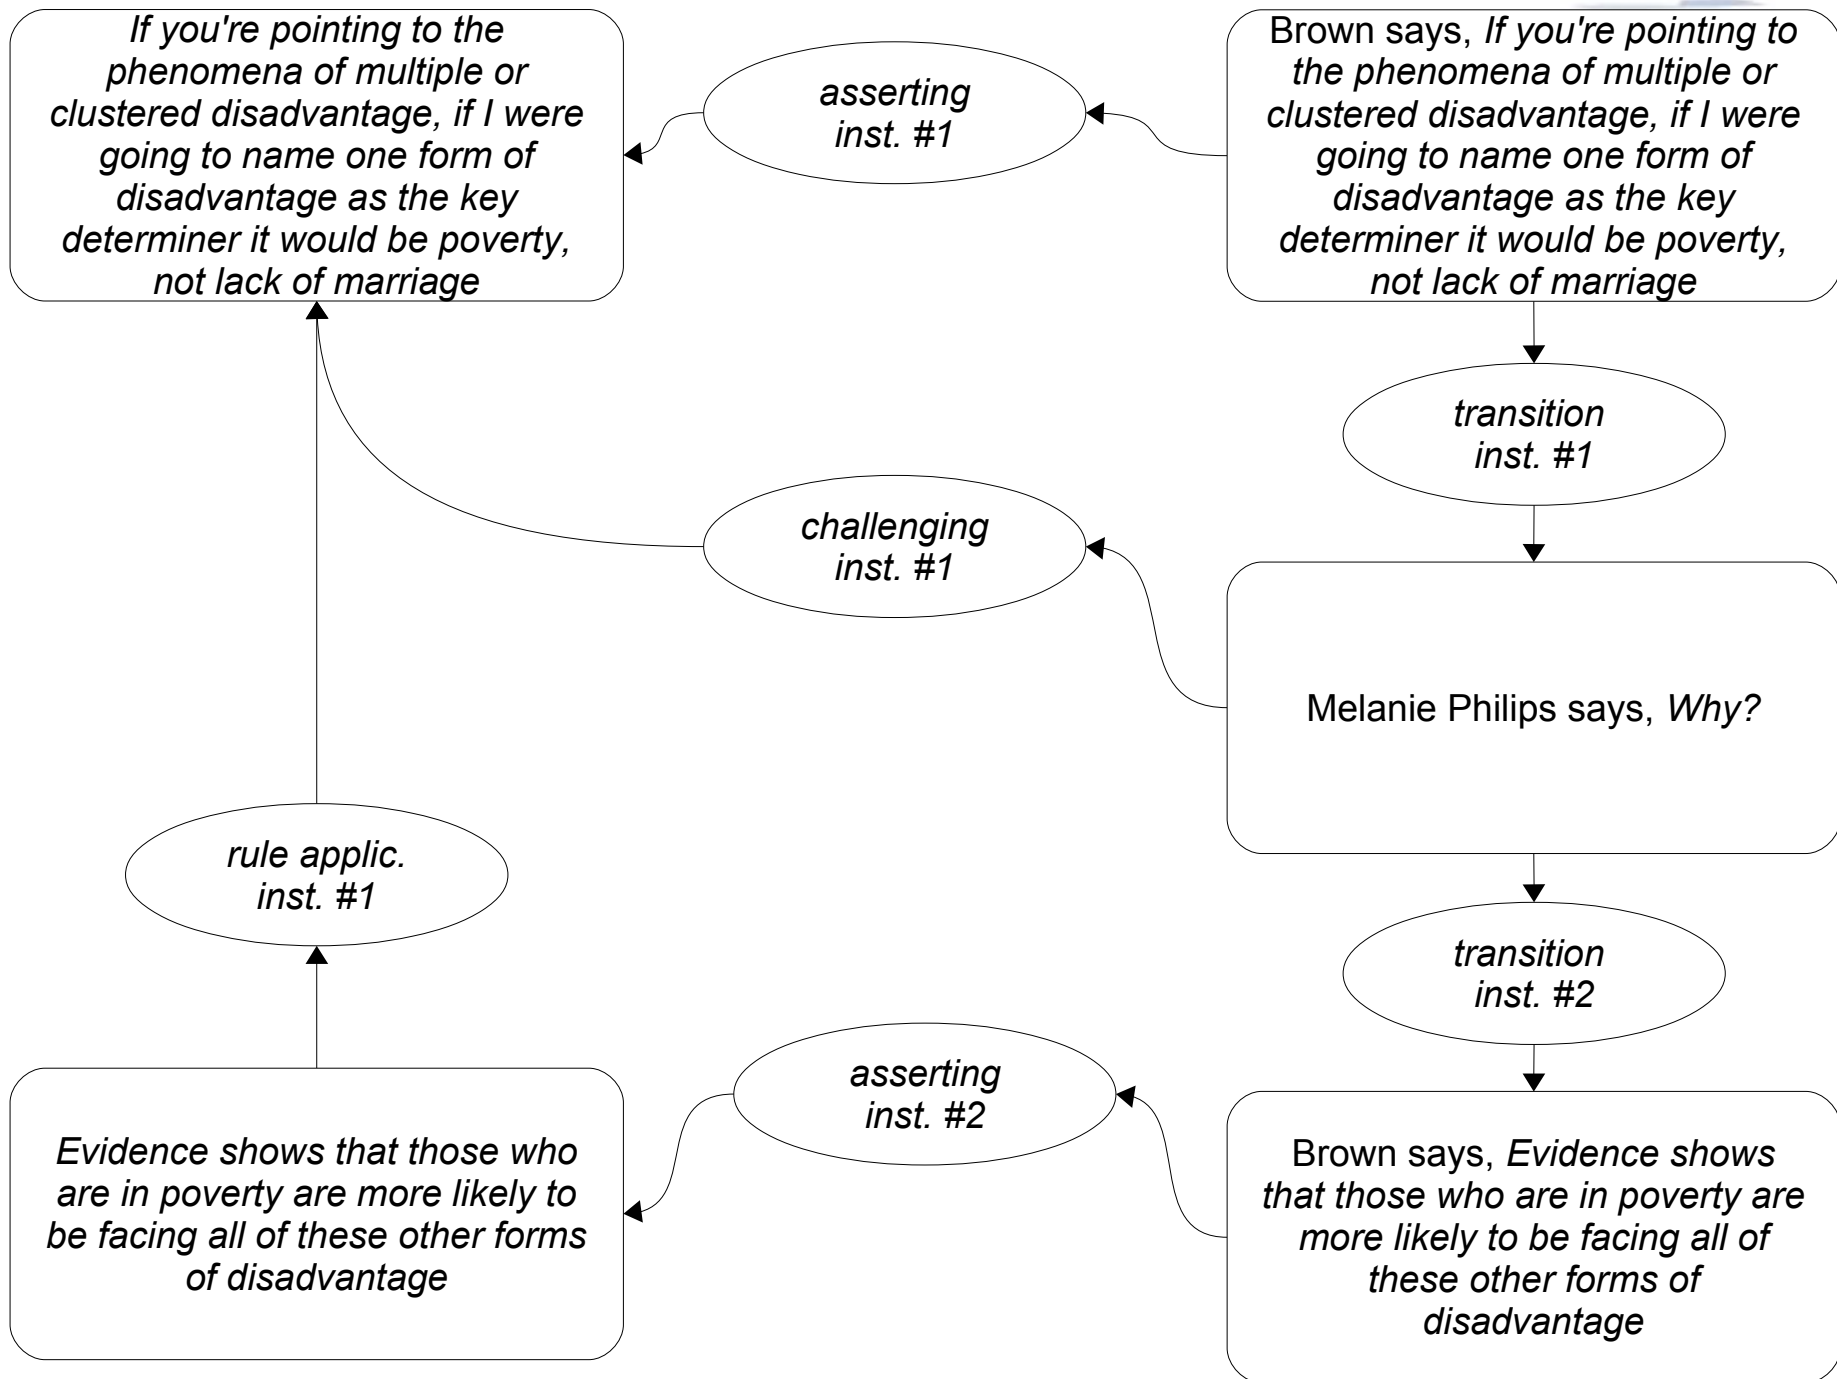 If you're pointing to the
phenomena of multiple or
clustered disadvantage, if I were
going to name one form of
disadvantage as the key
determiner it would be poverty,
not lack of marriage
asserting
inst. #1
Brown says, If you're pointing to
the phenomena of multiple or
clustered disadvantage, if I were
going to name one form of
disadvantage as the key
determiner it would be poverty,
not lack of marriage
transition
inst. #1
challenging
inst. #1
Melanie Philips says, Why?
rule applic.
inst. #1
transition
inst. #2
Evidence shows that those who
are in poverty are more likely to
be facing all of these other forms
of disadvantage
asserting
inst. #2
Brown says, Evidence shows
that those who are in poverty are
more likely to be facing all of
these other forms of
disadvantage